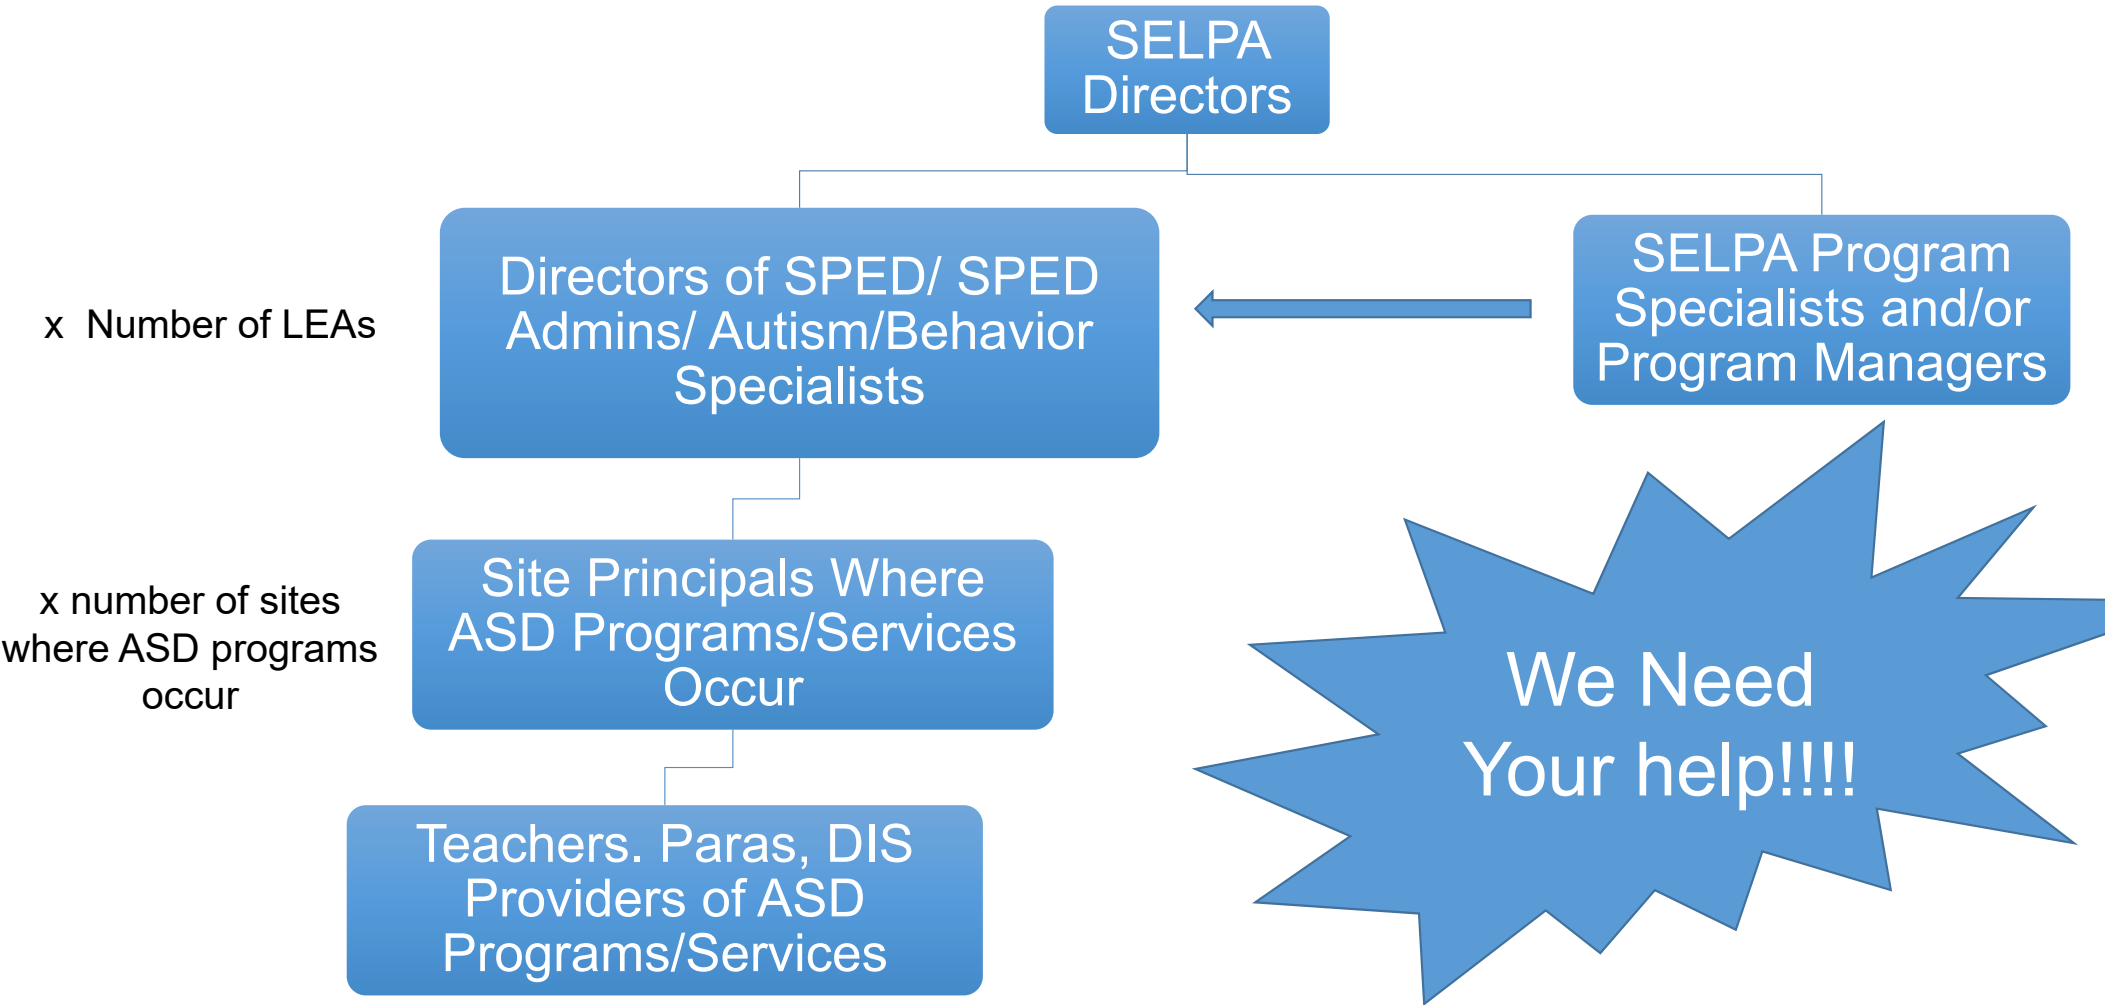 SELPA
Directors
Directors of SPED/ SPED
Admins/ Autism/Behavior
Specialists
SELPA Program
Specialists and/or
Program Managers
x  Number of LEAs
Site Principals Where
ASD Programs/Services
Occur
x number of sites
where ASD programs
occur
We Need
Your help!!!!
Teachers. Paras, DIS
Providers of ASD
Programs/Services